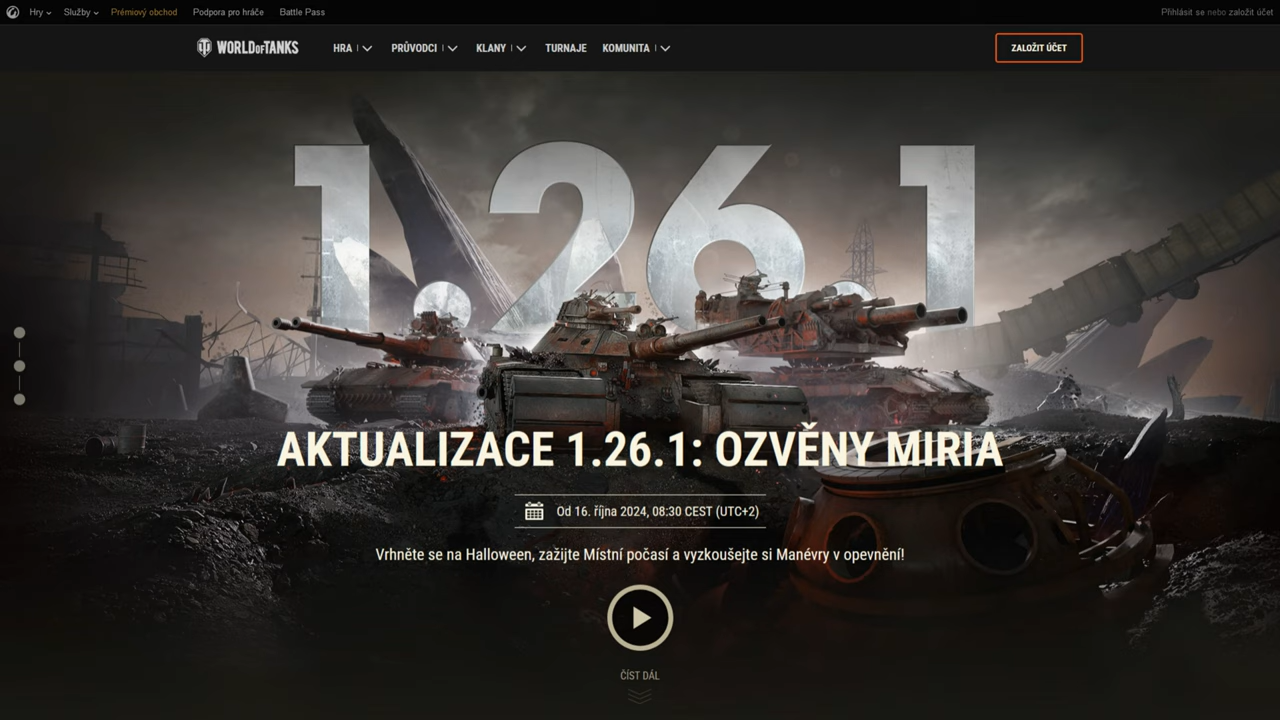 Hry Služby Prémiový obchod Podpora pro hráče Battle Pass Přihlásit se nebo založit účet
WORLD OF TANKS HRA PRŮVODCI KLANY TURNAJE KOMUNITA ZALOŽIT ÚČET
1.26.1
AKTUALIZACE 1.26.1: OZVĚNY MIRIA
Od 16. října 2024, 08:30 CEST (UTC+2)
Vrhněte se na Halloween, zažijte Místní počasí a vyzkoušejte si Manévry v opevnění!
ČÍST DÁL